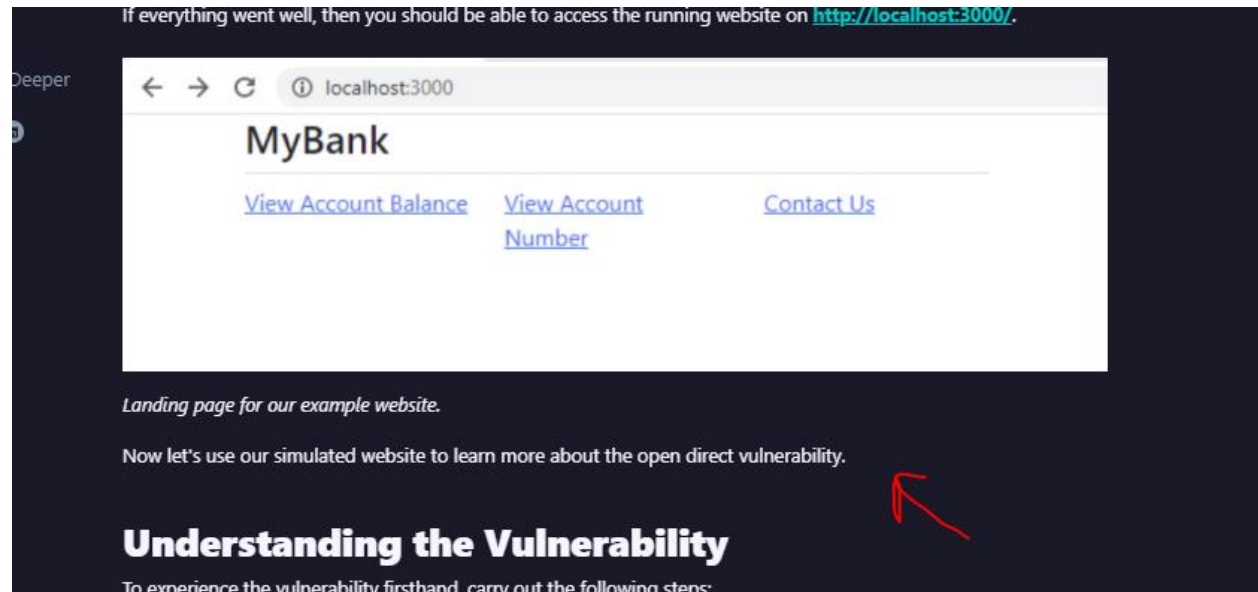 If everything went well, then you should be able to access the running website on http://localhost:3000/.
Deeper
localhost:3000
MyBank
View Account Balance
View Account
Number
Contact Us
Landing page for our example website.
Now let's use our simulated website to learn more about the open direct vulnerability.
Understanding the Vulnerability
To experience the vulnerability firsthand, carry out the following steps: